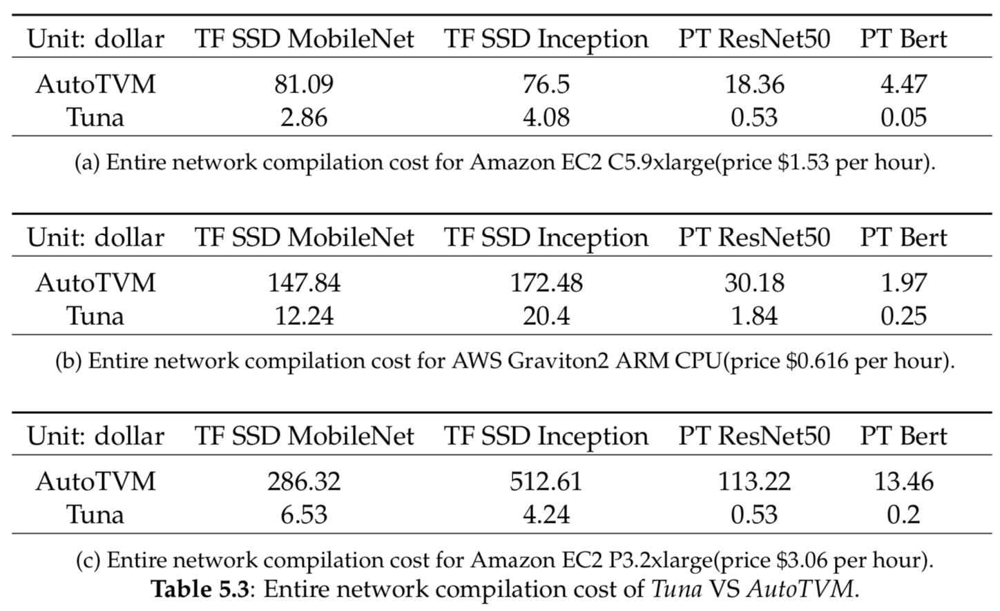 Unit: dollar TF SSD MobileNet TF SSD Inception PT ResNet50 PT Bert
AutoTVM 81.09 76.5 18.36 4.47
Tuna 2.86 4.08 0.53 0.05
(a) Entire network compilation cost for Amazon EC2 C5.9xlarge(price $1.53 per hour).
Unit: dollar TF SSD MobileNet TF SSD Inception PT ResNet50 PT Bert
AutoTVM 147.84 172.48 30.18 1.97
Tuna 12.24 20.4 1.84 0.25
(b) Entire network compilation cost for AWS Graviton2 ARM CPU(price $0.616 per hour).
Unit: dollar TF SSD MobileNet TF SSD Inception PT ResNet50 PT Bert
AutoTVM 286.32 512.61 113.22 13.46
Tuna 6.53 4.24 0.53 0.2
(c) Entire network compilation cost for Amazon EC2 P3.2xlarge(price $3.06 per hour).
Table 5.3: Entire network compilation cost of Tuna VS AutoTVM.